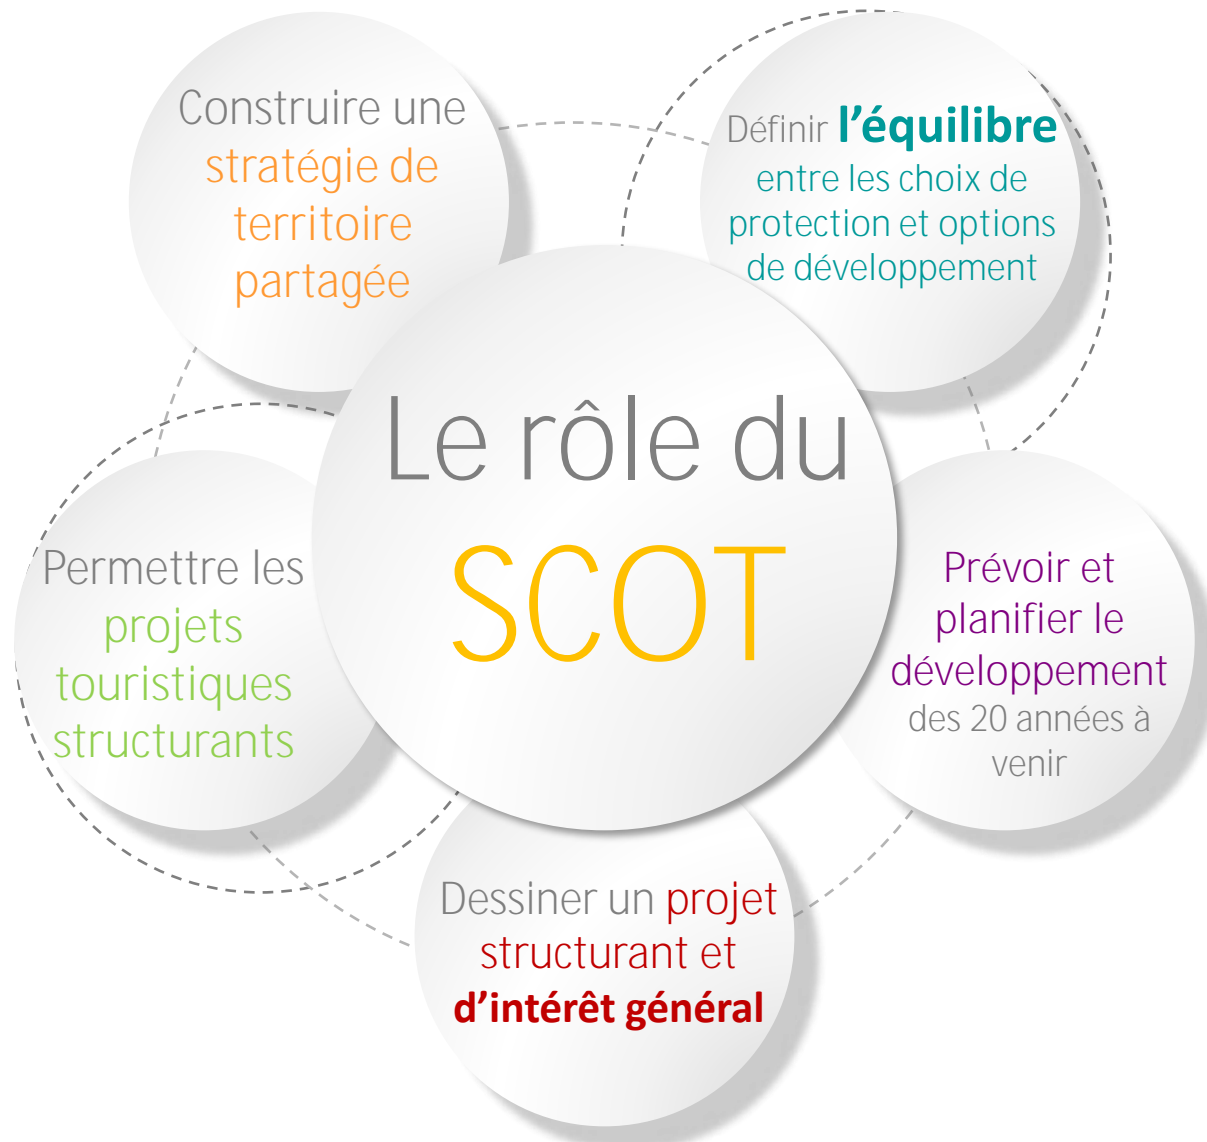 Construire une
stratégie de
territoire
partagée
Définir l’équilibre
entre les choix de
protection et options
de développement
Le rôle du
SCOT
Permettre les
projets
touristiques
structurants
Prévoir et
planifier le
développement
des 20 années à
venir
Dessiner un projet
structurant et
d’intérêt général